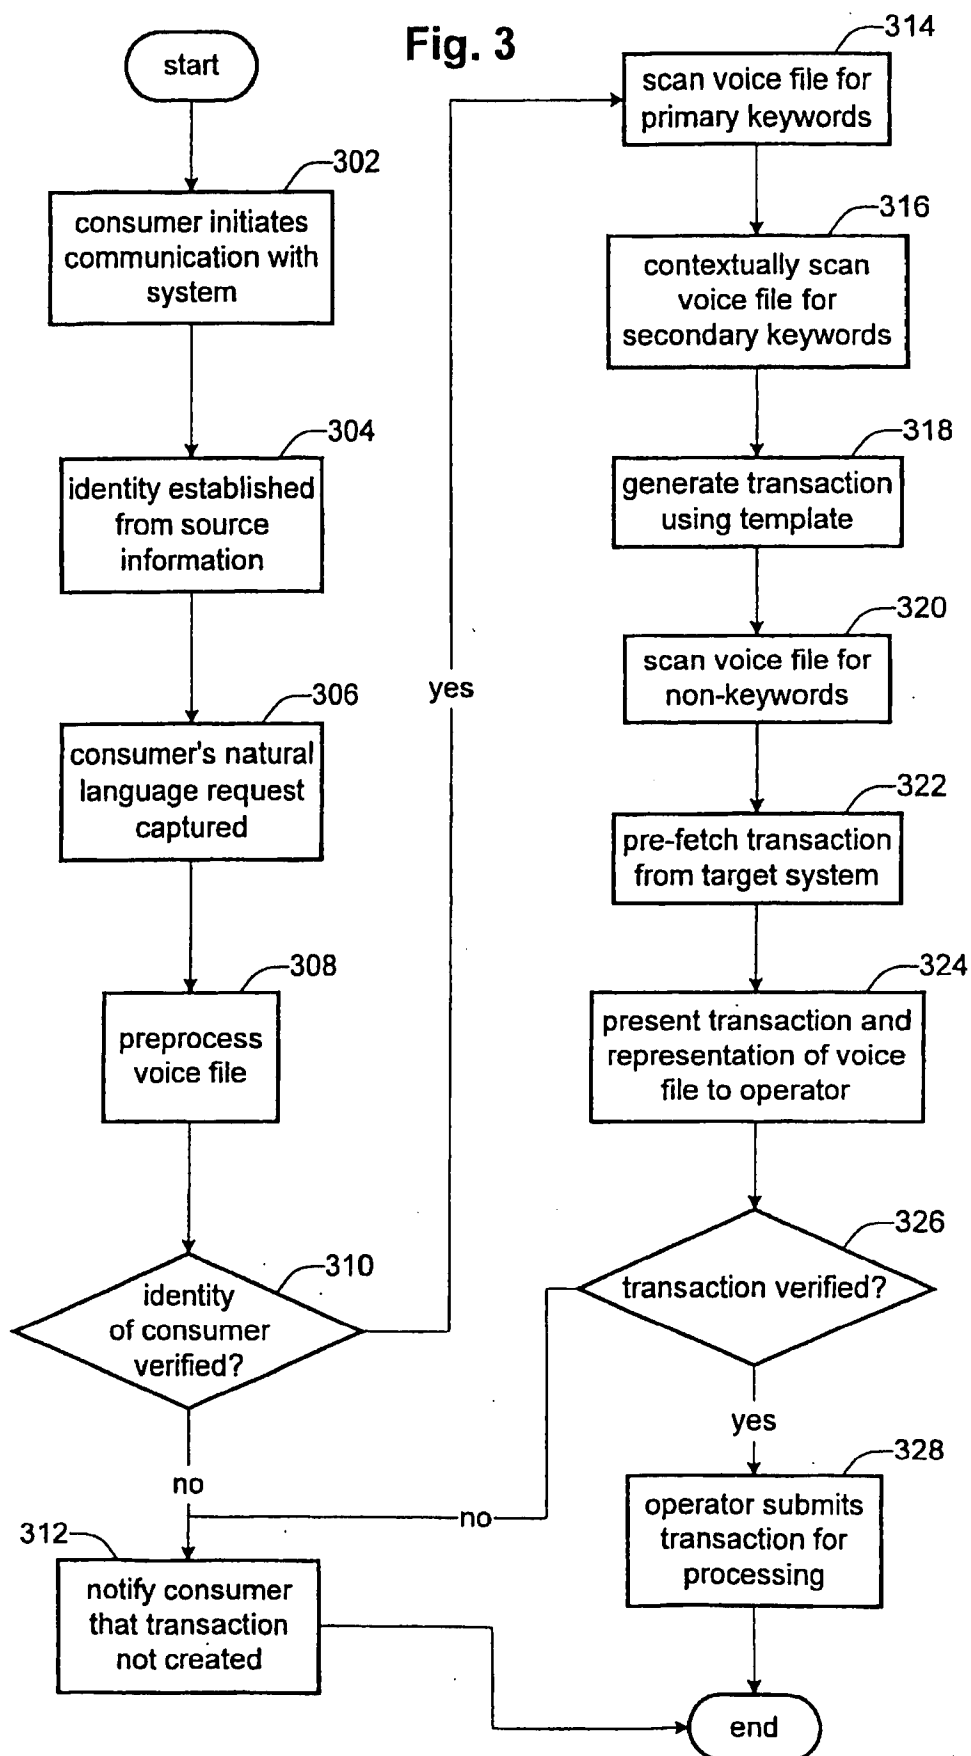 Fig. 3
start
302
consumer initiates
communication with
system
304
identity established
from source
information
306
consumer's natural
language request
captured
308
preprocess
voice file
310
identity
of consumer
verified?
yes
no
312
notify consumer
that transaction
not created
314
scan voice file for
primary keywords
316
contextually scan
voice file for
secondary keywords
318
generate transaction
using template
320
scan voice file for
non-keywords
322
pre-fetch transaction
from target system
324
present transaction and
representation of voice
file to operator
326
transaction verified?
no
yes
328
operator submits
transaction for
processing
end